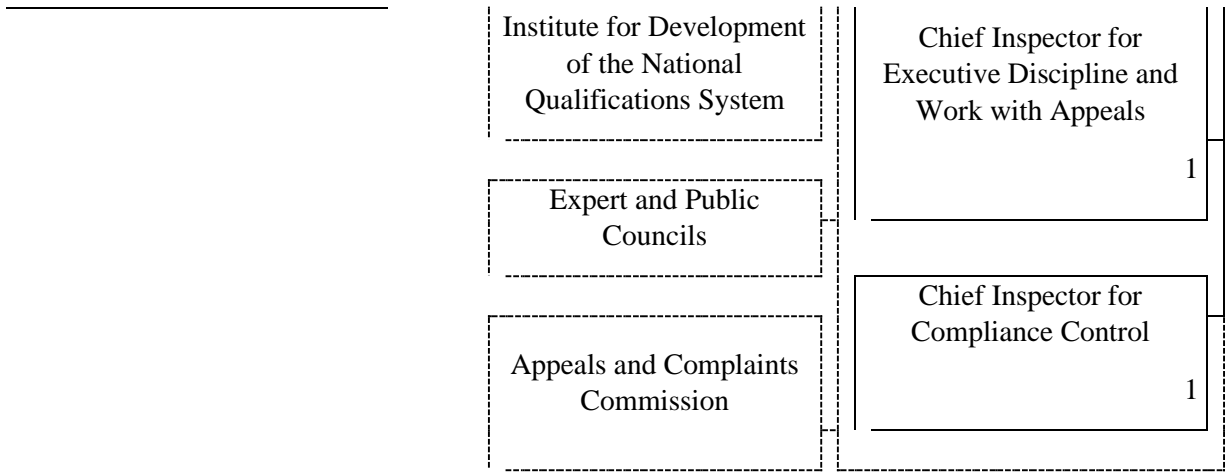 Institute for Development
of the National
Qualifications System
Expert and Public
Councils
Appeals and Complaints
Commission
Chief Inspector for
Executive Discipline and
Work with Appeals
1
Chief Inspector for
Compliance Control
1